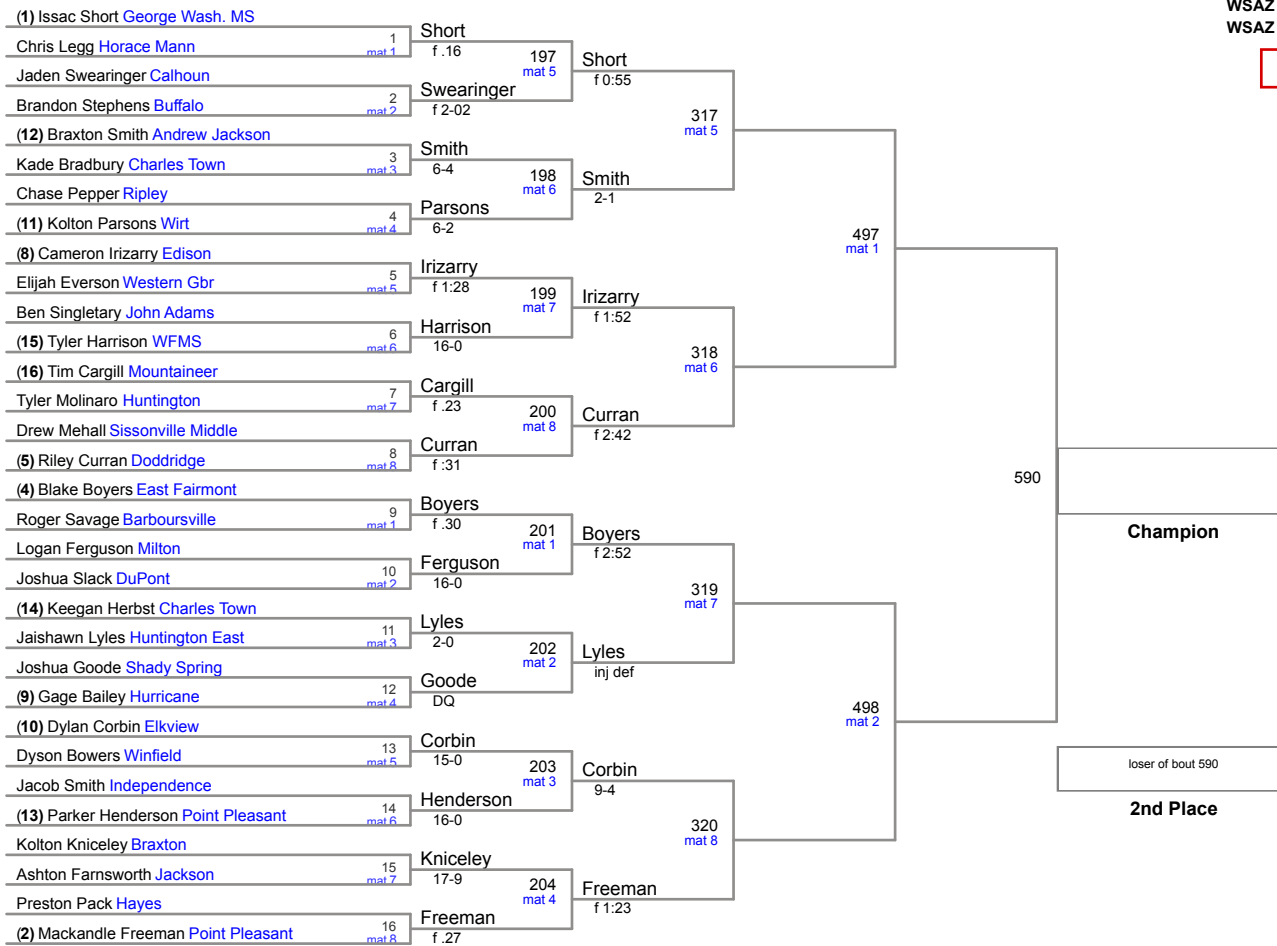 WSAZ
WSAZ
(1) Issac Short George Wash. MS
Chris Legg Horace Mann
1
mat 1
Jaden Swearinger Calhoun
Brandon Stephens Buffalo
2
mat 2
(12) Braxton Smith Andrew Jackson
Kade Bradbury Charles Town
3
mat 3
Chase Pepper Ripley
(11) Kolton Parsons Wirt
4
mat 4
(8) Cameron Irizarry Edison
Elijah Everson Western Gbr
5
mat 5
Ben Singletary John Adams
(15) Tyler Harrison WFMS
6
mat 6
(16) Tim Cargill Mountaineer
Tyler Molinaro Huntington
7
mat 7
Drew Mehall Sissonville Middle
(5) Riley Curran Doddridge
8
mat 8
(4) Blake Boyers East Fairmont
Roger Savage Barboursville
9
mat 1
Logan Ferguson Milton
Joshua Slack DuPont
10
mat 2
(14) Keegan Herbst Charles Town
Jaishawn Lyles Huntington East
11
mat 3
Joshua Goode Shady Spring
(9) Gage Bailey Hurricane
12
mat 4
(10) Dylan Corbin Elkview
Dyson Bowers Winfield
13
mat 5
Jacob Smith Independence
(13) Parker Henderson Point Pleasant
14
mat 6
Kolton Kniceley Braxton
Ashton Farnsworth Jackson
15
mat 7
Preston Pack Hayes
(2) Mackandle Freeman Point Pleasant
16
mat 8
Short
f .16
197
mat 5
Swearinger
f 2-02
Smith
6-4
198
mat 6
Parsons
6-2
Irizarry
f 1:28
199
mat 7
Harrison
16-0
Cargill
f .23
200
mat 8
Curran
f :31
Boyers
f .30
201
mat 1
Ferguson
16-0
Lyles
2-0
202
mat 2
Goode
DQ
Corbin
15-0
203
mat 3
Henderson
16-0
Kniceley
17-9
204
mat 4
Freeman
f .27
Short
f 0:55
317
mat 5
Smith
2-1
Irizarry
f 1:52
318
mat 6
Curran
f 2:42
Boyers
f 2:52
319
mat 7
Lyles
inj def
Corbin
9-4
320
mat 8
Freeman
f 1:23
497
mat 1
498
mat 2
590
Champion
loser of bout 590
2nd Place